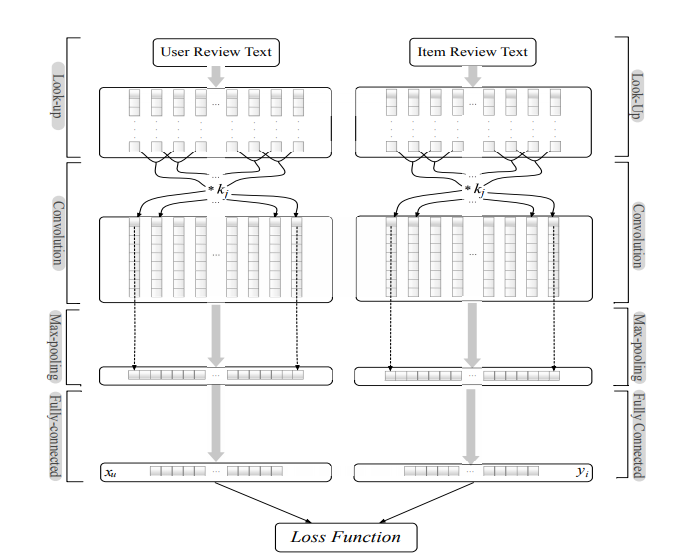 User Review Text
Item Review Text
Look-up
Look-Up
...
...
* k_j
* k_j
...
...
Convolution
Convolution
...
...
Max-pooling
Max-pooling
...
...
Fully-connected
Fully Connected
x_u
...
...
y_i
Loss Function